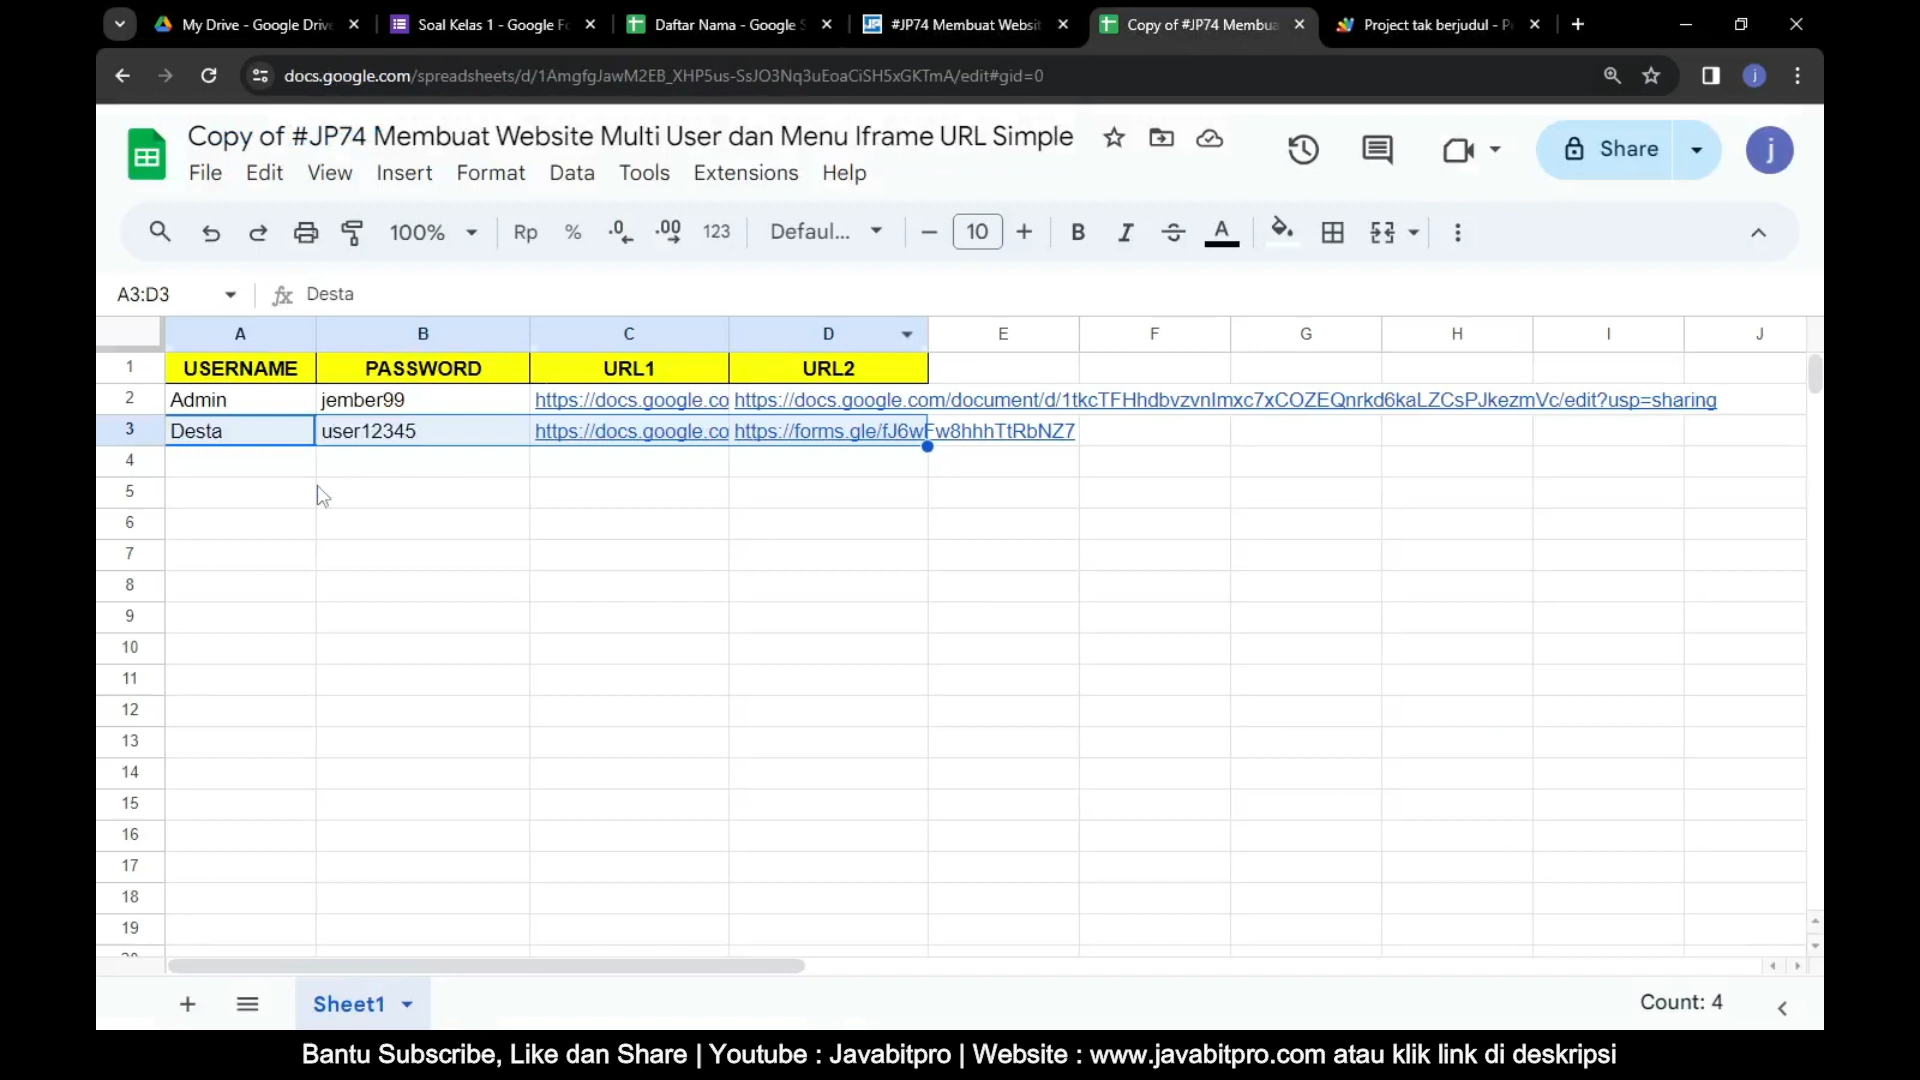 My Drive - Google Drive
Soal Kelas 1 - Google Fo
Daftar Nama - Google S
#JP74 Membuat Websit
Copy of #JP74 Membua
Project tak berjudul - P
docs.google.com/spreadsheets/d/1AmgfgJawM2EB_XHP5us-SsJO3Nq3uEoaCiSH5xGKTmA/edit#gid=0
j
Copy of #JP74 Membuat Website Multi User dan Menu Iframe URL Simple
File Edit View Insert Format Data Tools Extensions Help
Share
j
100% Rp % .0 .00 123 Defaul... 10 B I S A
A3:D3 fx Desta
A B C D E F G H I J
1 USERNAME PASSWORD URL1 URL2
2 Admin jember99 https://docs.google.co https://docs.google.com/document/d/1tkcTFHhdbvzvnImxc7xCOZEQnrkd6kaLZCsPJkezmVc/edit?usp=sharing
3 Desta user12345 https://docs.google.co https://forms.gle/fJ6wFw8hhhTtRbNZ7
4
5
6
7
8
9
10
11
12
13
14
15
16
17
18
19
Sheet1
Count: 4
Bantu Subscribe, Like dan Share | Youtube : Javabitpro | Website : www.javabitpro.com atau klik link di deskripsi